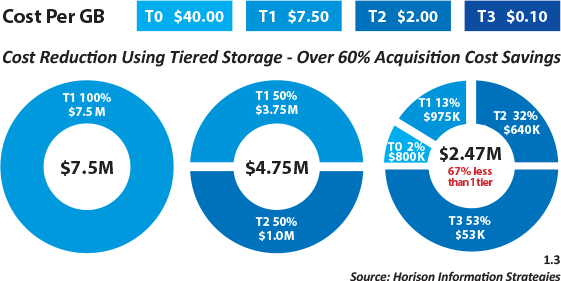 Cost Per GB
T0 $40.00
T1 $7.50
T2 $2.00
T3 $0.10
Cost Reduction Using Tiered Storage - Over 60% Acquisition Cost Savings
T1 100%
$7.5 M
$7.5M
T1 50%
$3.75M
$4.75M
T2 50%
$1.0M
T1 13%
$975K
T2 32%
$640K
T0 2%
$800K
$2.47M
67% less
than 1 tier
T3 53%
$53K
1.3
Source: Horison Information Strategies